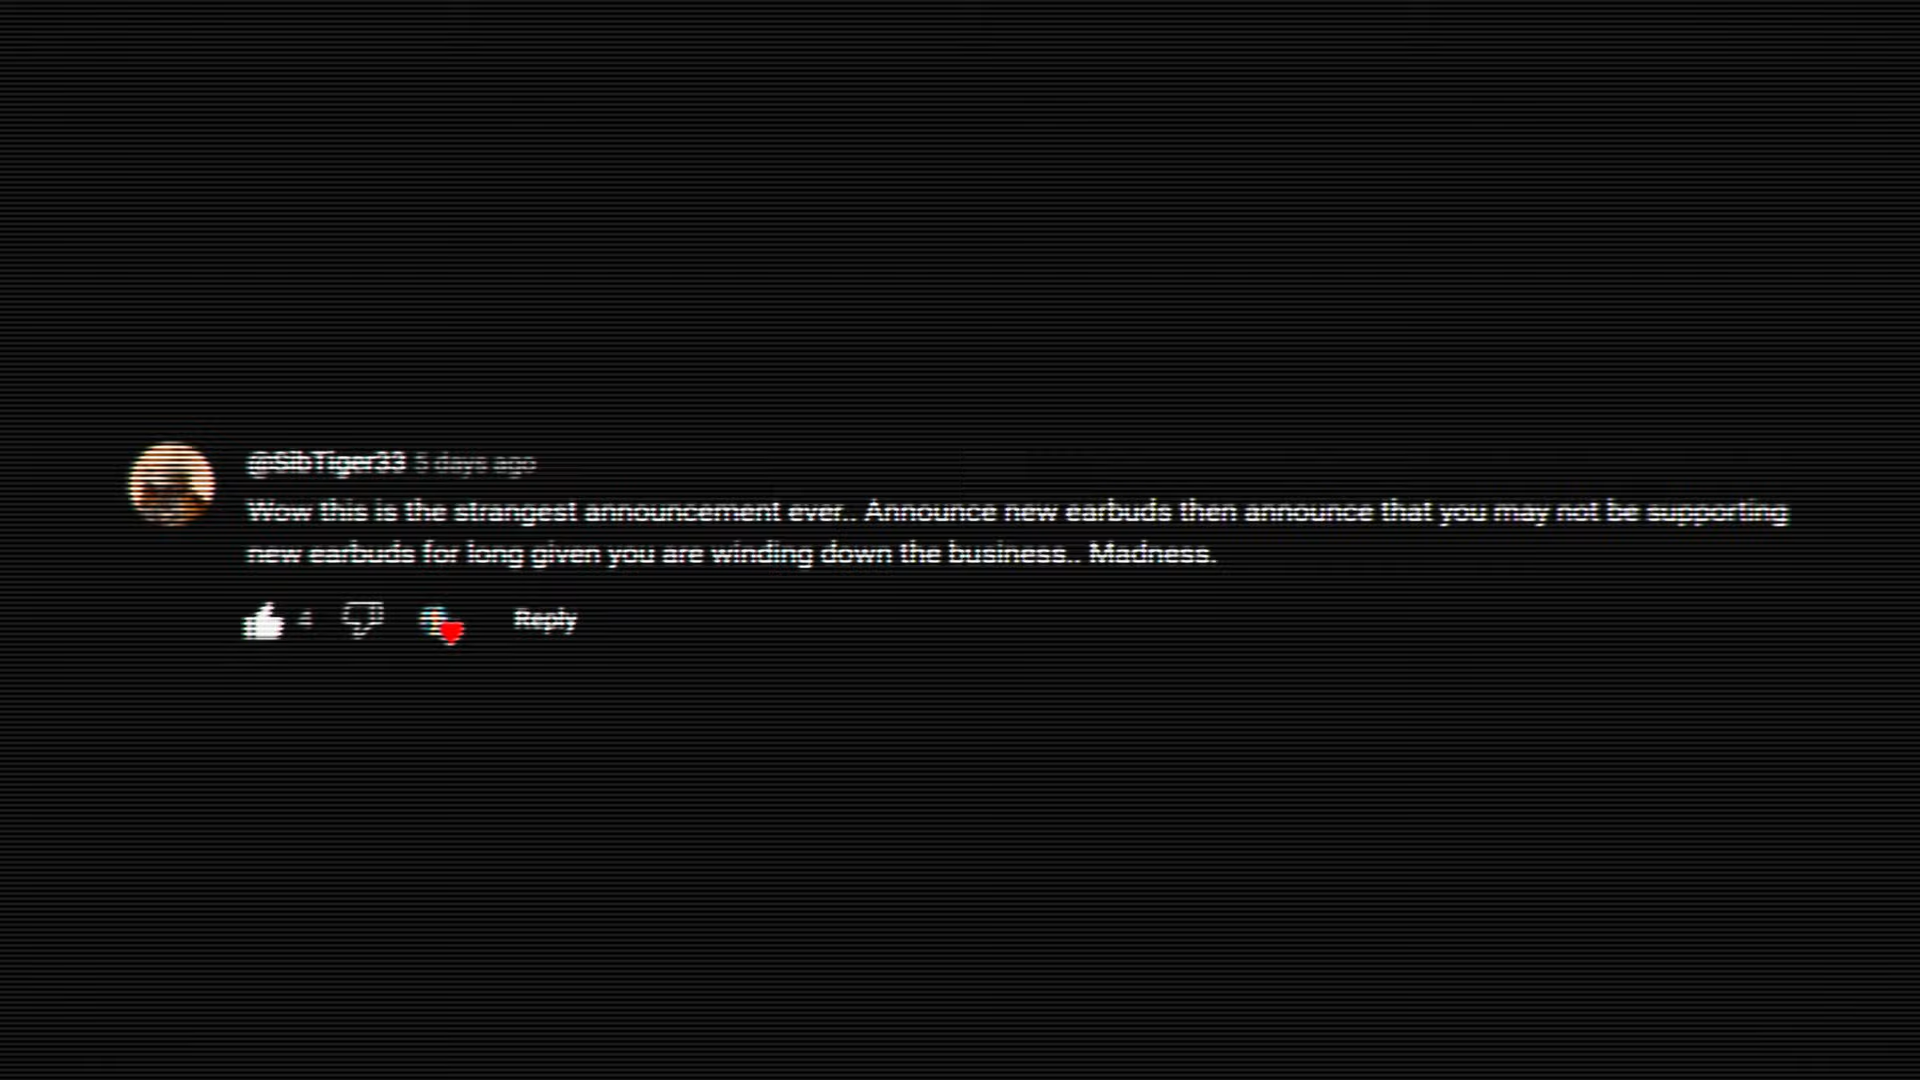 @SibTiger33 5 days ago
Wow this is the strangest announcement ever.. Announce new earbuds then announce that you may not be supporting
new earbuds for long given you are winding down the business.. Madness.
4 Reply